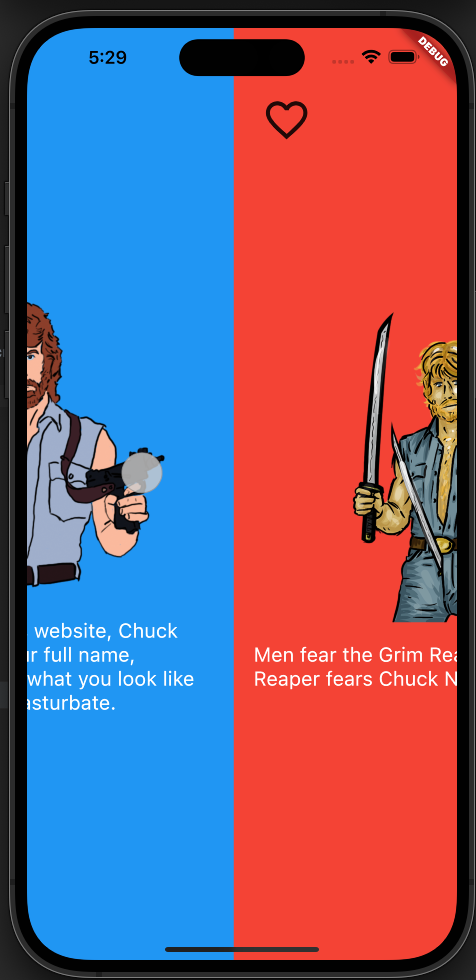 5:29
DEBUG
website, Chuck
ur full name,
what you look like
asturbate.
Men fear the Grim Rea
Reaper fears Chuck N